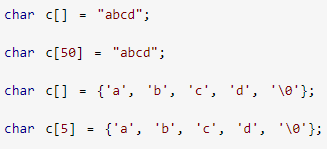 char c[] = "abcd";
char c[50] = "abcd";
char c[] = {'a', 'b', 'c', 'd', '\0'};
char c[5] = {'a', 'b', 'c', 'd', '\0'};